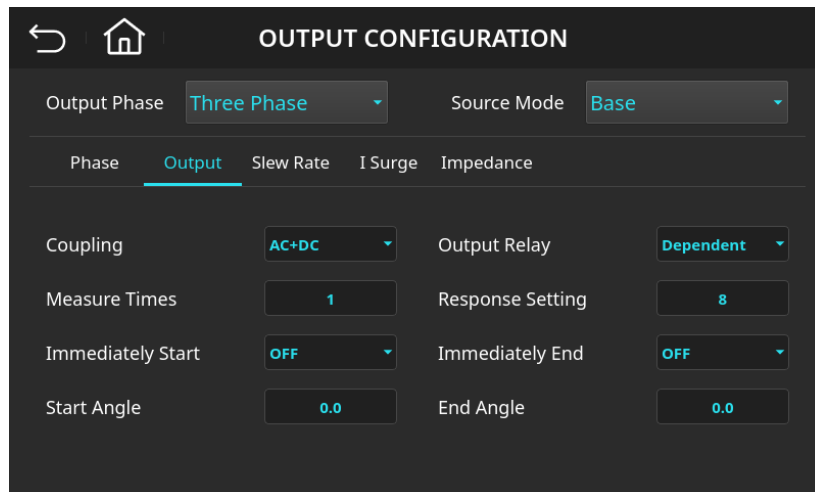 OUTPUT CONFIGURATION
Output Phase Three Phase Source Mode Base
Phase Output Slew Rate I Surge Impedance
Coupling AC+DC Output Relay Dependent
Measure Times 1 Response Setting 8
Immediately Start OFF Immediately End OFF
Start Angle 0.0 End Angle 0.0